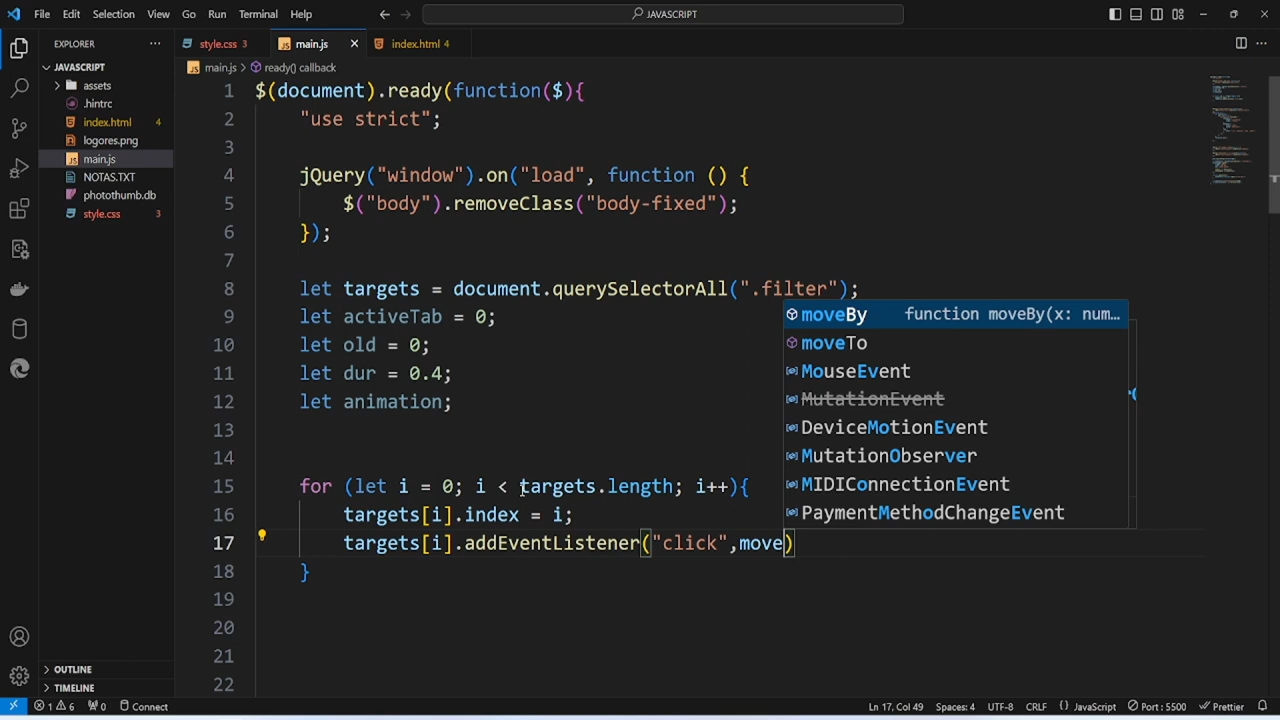 File Edit Selection View Go Run Terminal Help
JAVASCRIPT
EXPLORER
JAVASCRIPT
assets
.hintrc
index.html 4
logores.png
main.js
NOTAS.TXT
photothumb.db
style.css 3
OUTLINE
TIMELINE
style.css 3 main.js index.html 4
main.js > ready() callback
1 $(document).ready(function($){
2 "use strict";
3
4 jQuery("window").on("load", function () {
5 $("body").removeClass("body-fixed");
6 });
7
8 let targets = document.querySelectorAll(".filter");
9 let activeTab = 0;
10 let old = 0;
11 let dur = 0.4;
12 let animation;
13
14
15 for (let i = 0; i < targets.length; i++){
16 targets[i].index = i;
17 targets[i].addEventListener("click",move)
18 }
19
20
21
22
moveBy function moveBy(x: num…
moveTo
MouseEvent
MutationEvent
DeviceMotionEvent
MutationObserver
MIDIConnectionEvent
PaymentMethodChangeEvent
1 6 0 Connect Ln 17, Col 49 Spaces: 4 UTF-8 CRLF {} JavaScript Port : 5500 Prettier